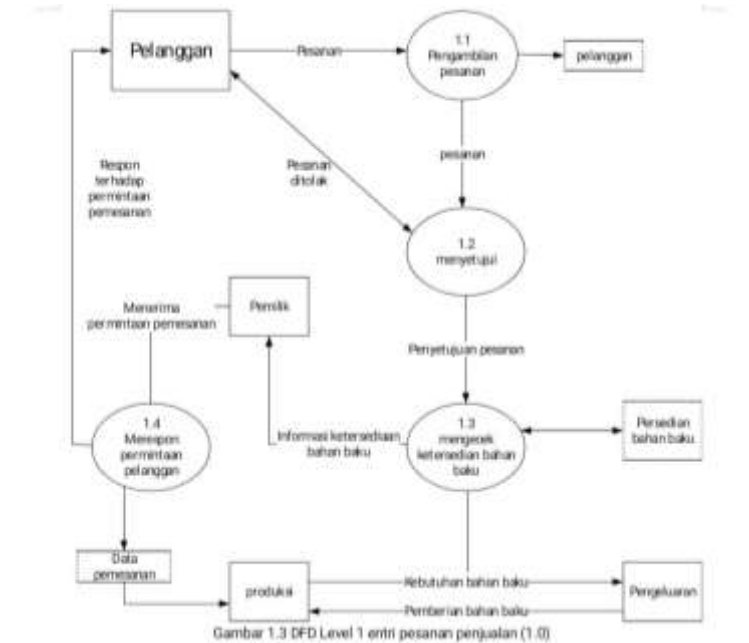 Pelanggan
Pesanan
1.1
Pengambilan
pesanan
pelanggan
Respon
terhadap
permintaan
pemesanan
Pesanan
ditolak
pesanan
1.2
menyetujui
Menerima
permintaan pemesanan
Pemilik
Penyetujuan pesanan
1.4
Merespon
permintaan
pelanggan
Informasi ketersediaan
bahan baku
1.3
mengecek
ketersedian bahan
baku
Persedian
bahan baku
Data
pemesanan
produksi
Kebutuhan bahan baku
Pemberian bahan baku
Pengeluaran
Gambar 1.3 DFD Level 1 entri pesanan penjualan (1.0)